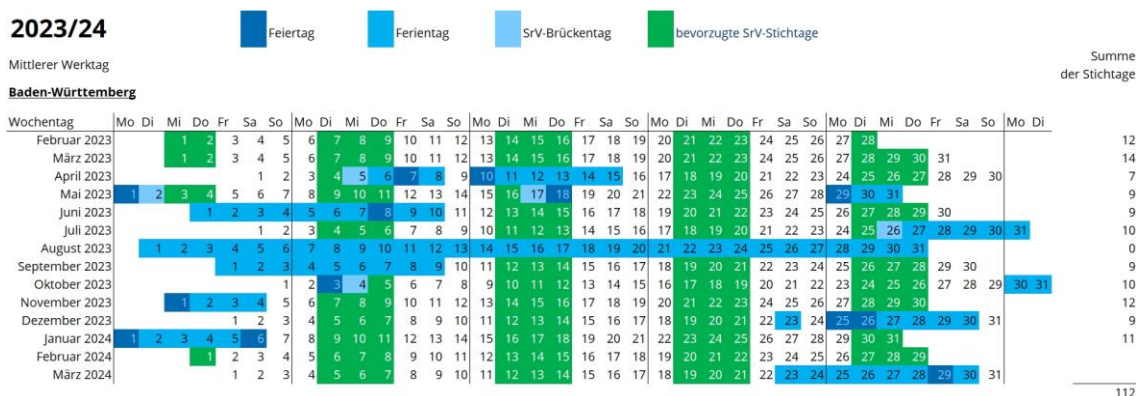 2023/24 Feiertag Ferientag SrV-Brückentag bevorzugte SrV-Stichtage
Mittlerer Werktag Summe
der Stichtage
Baden-Württemberg
Wochentag Mo Di Mi Do Fr Sa So Mo Di Mi Do Fr Sa So Mo Di Mi Do Fr Sa So Mo Di Mi Do Fr Sa So Mo Di Mi Do Fr Sa So Mo Di
Februar 2023 1 2 3 4 5 6 7 8 9 10 11 12 13 14 15 16 17 18 19 20 21 22 23 24 25 26 27 28 12
März 2023 1 2 3 4 5 6 7 8 9 10 11 12 13 14 15 16 17 18 19 20 21 22 23 24 25 26 27 28 29 30 31 14
April 2023 1 2 3 4 5 6 7 8 9 10 11 12 13 14 15 16 17 18 19 20 21 22 23 24 25 26 27 28 29 30 7
Mai 2023 1 2 3 4 5 6 7 8 9 10 11 12 13 14 15 16 17 18 19 20 21 22 23 24 25 26 27 28 29 30 31 9
Juni 2023 1 2 3 4 5 6 7 8 9 10 11 12 13 14 15 16 17 18 19 20 21 22 23 24 25 26 27 28 29 30 9
Juli 2023 1 2 3 4 5 6 7 8 9 10 11 12 13 14 15 16 17 18 19 20 21 22 23 24 25 26 27 28 29 30 31 10
August 2023 1 2 3 4 5 6 7 8 9 10 11 12 13 14 15 16 17 18 19 20 21 22 23 24 25 26 27 28 29 30 31 0
September 2023 1 2 3 4 5 6 7 8 9 10 11 12 13 14 15 16 17 18 19 20 21 22 23 24 25 26 27 28 29 30 9
Oktober 2023 1 2 3 4 5 6 7 8 9 10 11 12 13 14 15 16 17 18 19 20 21 22 23 24 25 26 27 28 29 30 31 10
November 2023 1 2 3 4 5 6 7 8 9 10 11 12 13 14 15 16 17 18 19 20 21 22 23 24 25 26 27 28 29 30 12
Dezember 2023 1 2 3 4 5 6 7 8 9 10 11 12 13 14 15 16 17 18 19 20 21 22 23 24 25 26 27 28 29 30 31 9
Januar 2024 1 2 3 4 5 6 7 8 9 10 11 12 13 14 15 16 17 18 19 20 21 22 23 24 25 26 27 28 29 30 31 11
Februar 2024 1 2 3 4 5 6 7 8 9 10 11 12 13 14 15 16 17 18 19 20 21 22 23 24 25 26 27 28 29
März 2024 1 2 3 4 5 6 7 8 9 10 11 12 13 14 15 16 17 18 19 20 21 22 23 24 25 26 27 28 29 30 31
112